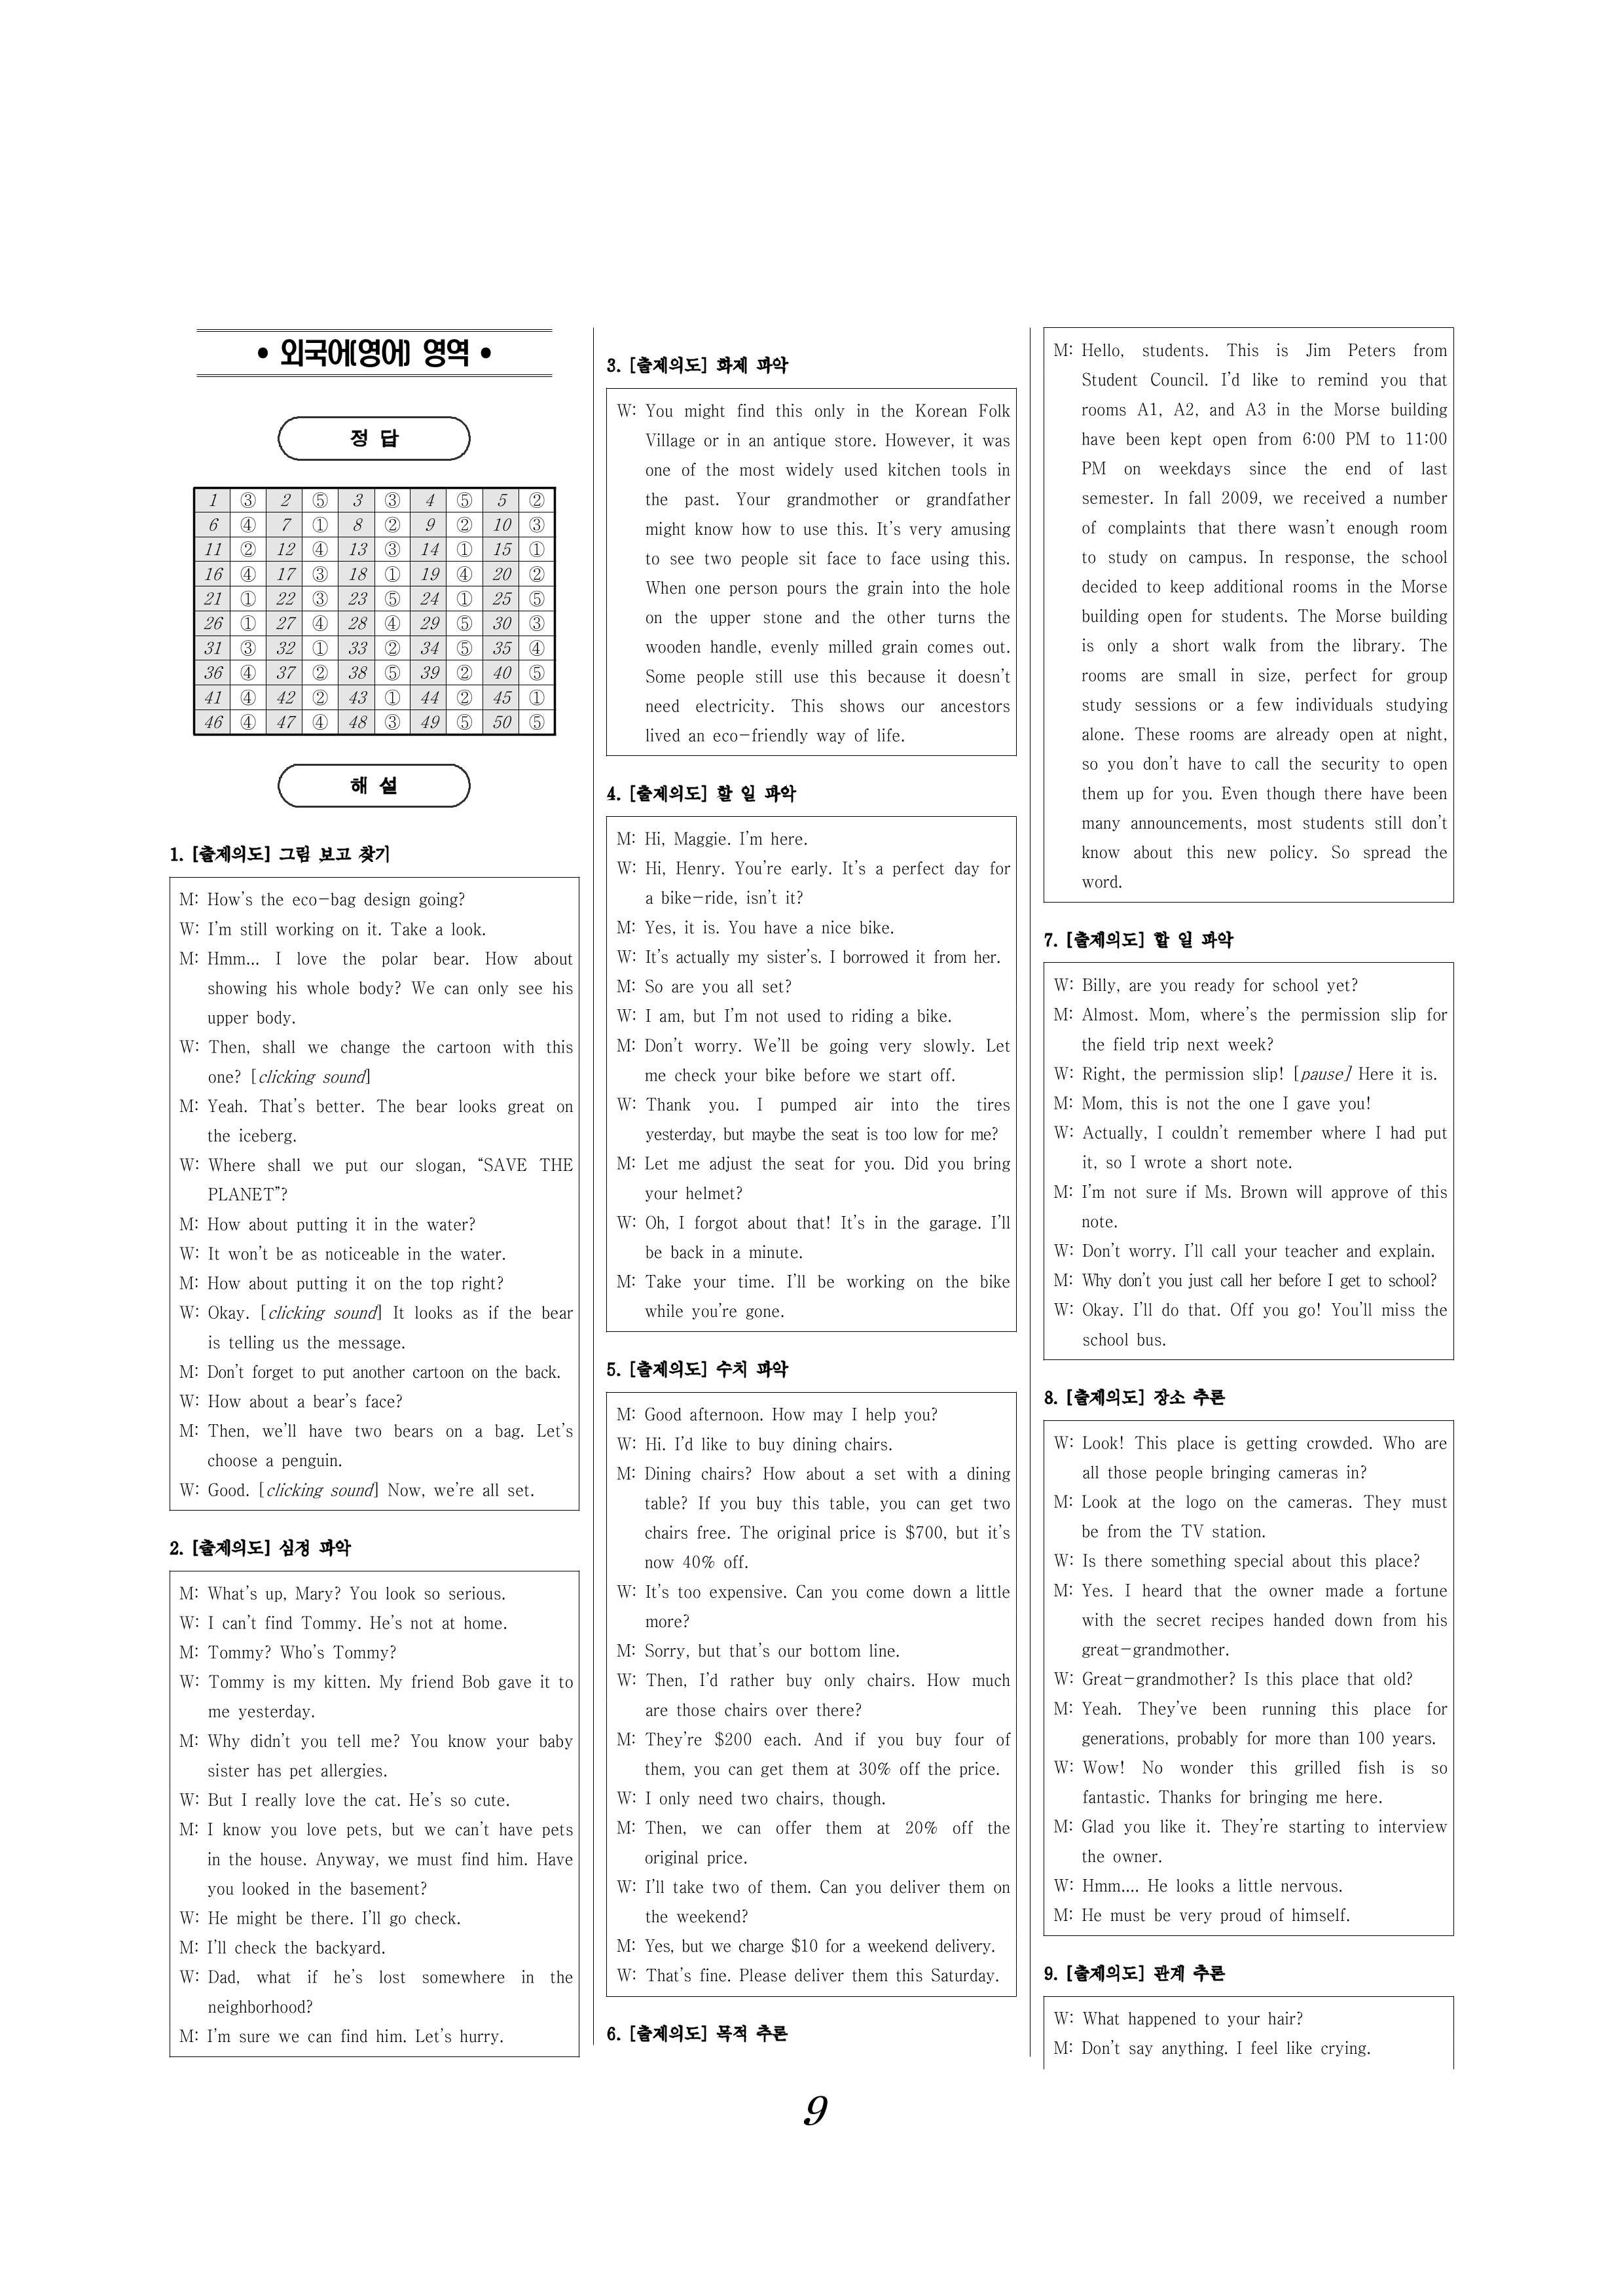 • 외국어(영어) 영역 •
정 답
1 ③ 2 ⑤ 3 ③ 4 ⑤ 5 ②
6 ④ 7 ① 8 ② 9 ② 10 ③
11 ② 12 ④ 13 ③ 14 ① 15 ①
16 ④ 17 ③ 18 ① 19 ④ 20 ②
21 ① 22 ③ 23 ⑤ 24 ① 25 ⑤
26 ① 27 ④ 28 ④ 29 ⑤ 30 ③
31 ③ 32 ① 33 ② 34 ⑤ 35 ④
36 ④ 37 ② 38 ⑤ 39 ② 40 ⑤
41 ④ 42 ② 43 ① 44 ② 45 ①
46 ④ 47 ④ 48 ③ 49 ⑤ 50 ⑤
해 설
1. [출제의도] 그림 보고 찾기
M: How's the eco-bag design going?
W: I'm still working on it. Take a look.
M: Hmm... I love the polar bear. How about
showing his whole body? We can only see his
upper body.
W: Then, shall we change the cartoon with this
one? [clicking sound]
M: Yeah. That's better. The bear looks great on
the iceberg.
W: Where shall we put our slogan, “SAVE THE
PLANET”?
M: How about putting it in the water?
W: It won't be as noticeable in the water.
M: How about putting it on the top right?
W: Okay. [clicking sound] It looks as if the bear
is telling us the message.
M: Don't forget to put another cartoon on the back.
W: How about a bear's face?
M: Then, we'll have two bears on a bag. Let's
choose a penguin.
W: Good. [clicking sound] Now, we're all set.
2. [출제의도] 심정 파악
M: What's up, Mary? You look so serious.
W: I can't find Tommy. He's not at home.
M: Tommy? Who's Tommy?
W: Tommy is my kitten. My friend Bob gave it to
me yesterday.
M: Why didn't you tell me? You know your baby
sister has pet allergies.
W: But I really love the cat. He's so cute.
M: I know you love pets, but we can't have pets
in the house. Anyway, we must find him. Have
you looked in the basement?
W: He might be there. I'll go check.
M: I'll check the backyard.
W: Dad, what if he's lost somewhere in the
neighborhood?
M: I'm sure we can find him. Let's hurry.
3. [출제의도] 화제 파악
W: You might find this only in the Korean Folk
Village or in an antique store. However, it was
one of the most widely used kitchen tools in
the past. Your grandmother or grandfather
might know how to use this. It's very amusing
to see two people sit face to face using this.
When one person pours the grain into the hole
on the upper stone and the other turns the
wooden handle, evenly milled grain comes out.
Some people still use this because it doesn't
need electricity. This shows our ancestors
lived an eco-friendly way of life.
4. [출제의도] 할 일 파악
M: Hi, Maggie. I'm here.
W: Hi, Henry. You're early. It's a perfect day for
a bike-ride, isn't it?
M: Yes, it is. You have a nice bike.
W: It's actually my sister's. I borrowed it from her.
M: So are you all set?
W: I am, but I'm not used to riding a bike.
M: Don't worry. We'll be going very slowly. Let
me check your bike before we start off.
W: Thank you. I pumped air into the tires
yesterday, but maybe the seat is too low for me?
M: Let me adjust the seat for you. Did you bring
your helmet?
W: Oh, I forgot about that! It's in the garage. I'll
be back in a minute.
M: Take your time. I'll be working on the bike
while you're gone.
5. [출제의도] 수치 파악
M: Good afternoon. How may I help you?
W: Hi. I'd like to buy dining chairs.
M: Dining chairs? How about a set with a dining
table? If you buy this table, you can get two
chairs free. The original price is $700, but it's
now 40% off.
W: It's too expensive. Can you come down a little
more?
M: Sorry, but that's our bottom line.
W: Then, I'd rather buy only chairs. How much
are those chairs over there?
M: They're $200 each. And if you buy four of
them, you can get them at 30% off the price.
W: I only need two chairs, though.
M: Then, we can offer them at 20% off the
original price.
W: I'll take two of them. Can you deliver them on
the weekend?
M: Yes, but we charge $10 for a weekend delivery.
W: That's fine. Please deliver them this Saturday.
6. [출제의도] 목적 추론
M: Hello, students. This is Jim Peters from
Student Council. I'd like to remind you that
rooms A1, A2, and A3 in the Morse building
have been kept open from 6:00 PM to 11:00
PM on weekdays since the end of last
semester. In fall 2009, we received a number
of complaints that there wasn't enough room
to study on campus. In response, the school
decided to keep additional rooms in the Morse
building open for students. The Morse building
is only a short walk from the library. The
rooms are small in size, perfect for group
study sessions or a few individuals studying
alone. These rooms are already open at night,
so you don't have to call the security to open
them up for you. Even though there have been
many announcements, most students still don't
know about this new policy. So spread the
word.
7. [출제의도] 할 일 파악
W: Billy, are you ready for school yet?
M: Almost. Mom, where's the permission slip for
the field trip next week?
W: Right, the permission slip! [pause] Here it is.
M: Mom, this is not the one I gave you!
W: Actually, I couldn't remember where I had put
it, so I wrote a short note.
M: I'm not sure if Ms. Brown will approve of this
note.
W: Don't worry. I'll call your teacher and explain.
M: Why don't you just call her before I get to school?
W: Okay. I'll do that. Off you go! You'll miss the
school bus.
8. [출제의도] 장소 추론
W: Look! This place is getting crowded. Who are
all those people bringing cameras in?
M: Look at the logo on the cameras. They must
be from the TV station.
W: Is there something special about this place?
M: Yes. I heard that the owner made a fortune
with the secret recipes handed down from his
great-grandmother.
W: Great-grandmother? Is this place that old?
M: Yeah. They've been running this place for
generations, probably for more than 100 years.
W: Wow! No wonder this grilled fish is so
fantastic. Thanks for bringing me here.
M: Glad you like it. They're starting to interview
the owner.
W: Hmm.... He looks a little nervous.
M: He must be very proud of himself.
9. [출제의도] 관계 추론
W: What happened to your hair?
M: Don't say anything. I feel like crying.
9